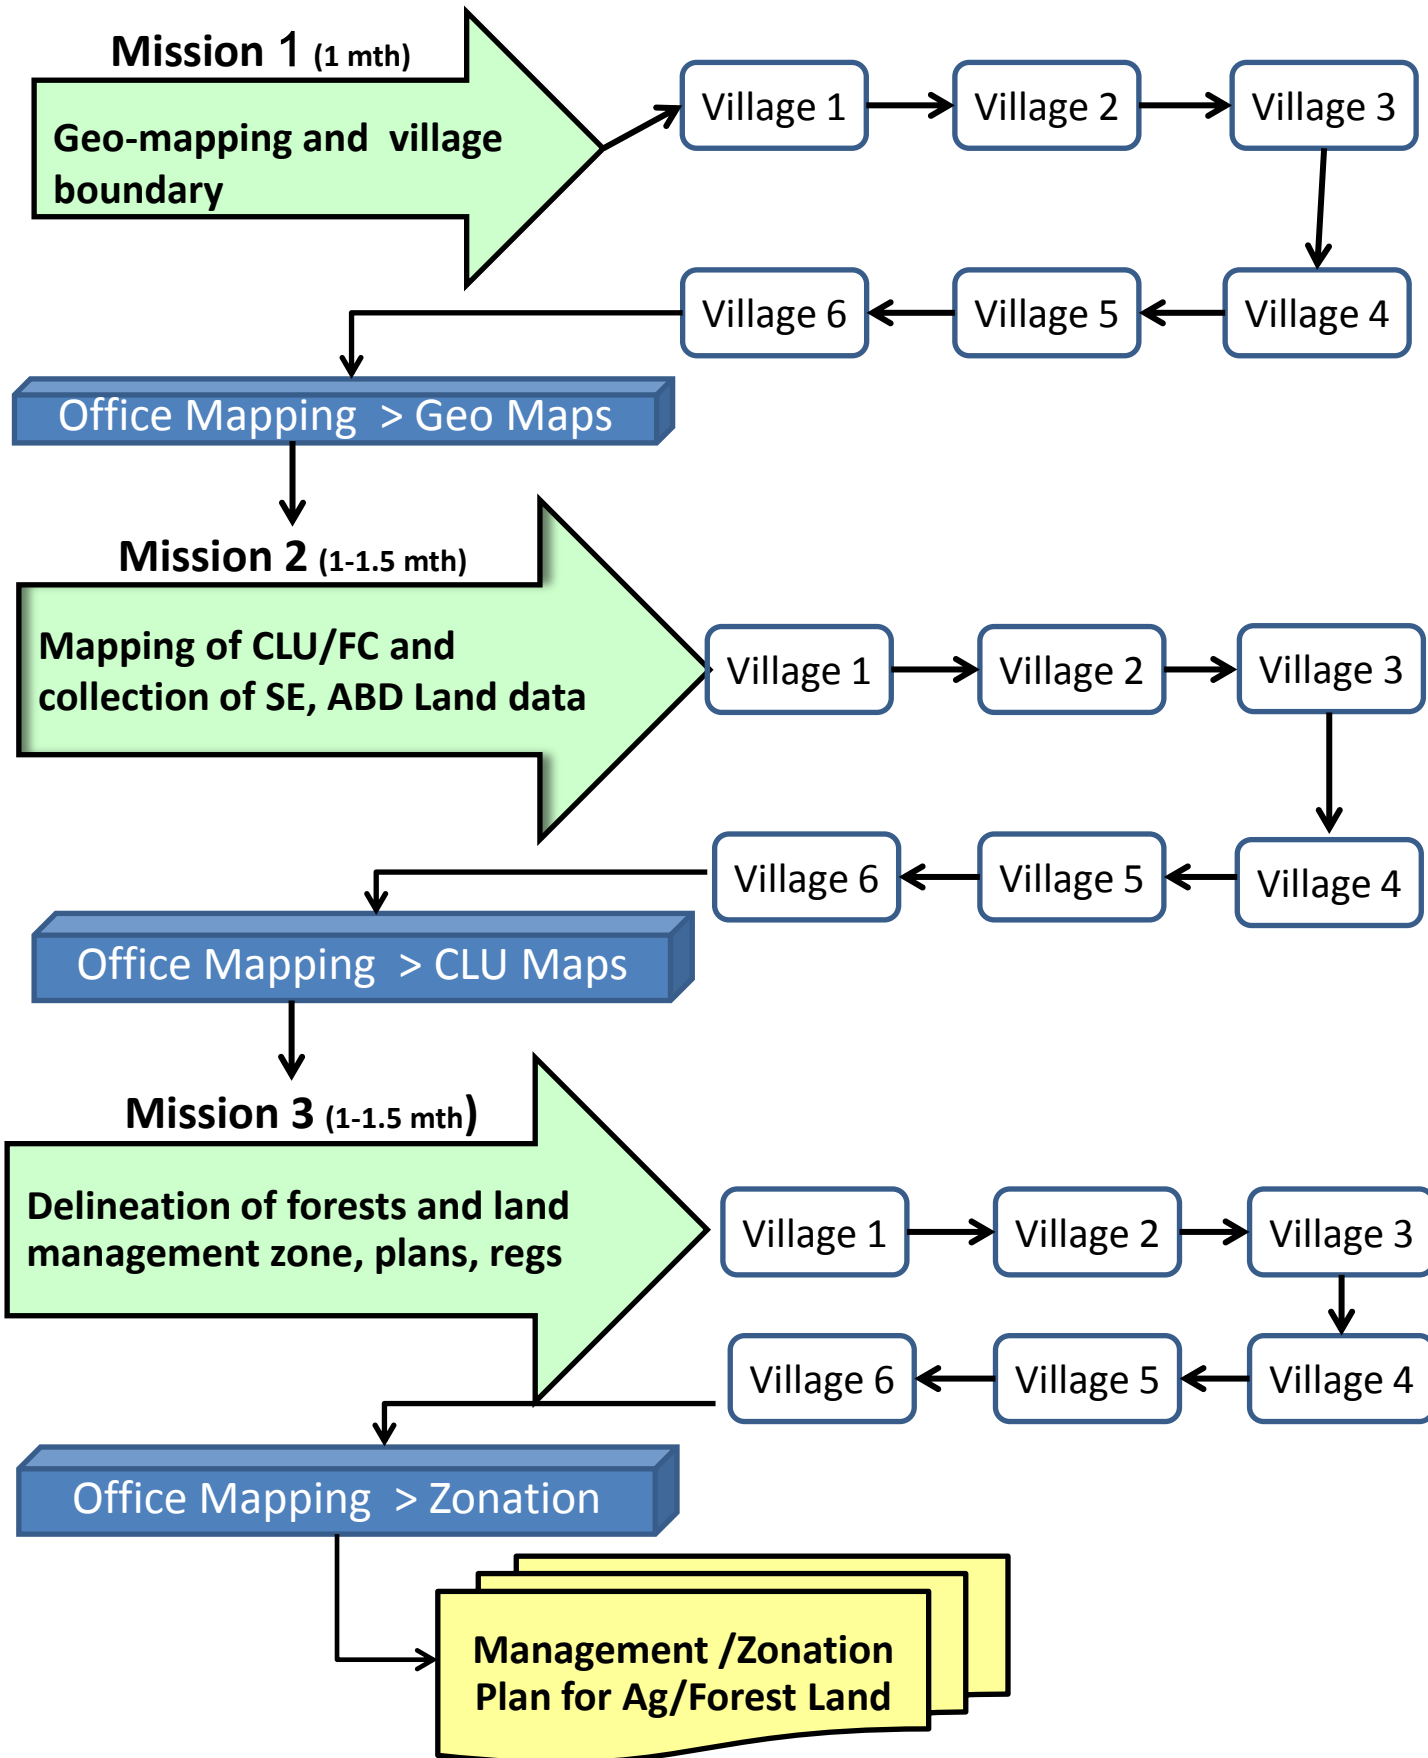 Mission 1 (1 mth)
Geo-mapping and village
boundary
Village 1
Village 2
Village 3
Village 6
Village 5
Village 4
Office Mapping > Geo Maps
Mission 2 (1-1.5 mth)
Mapping of CLU/FC and
collection of SE, ABD Land data
Village 1
Village 2
Village 3
Village 6
Village 5
Village 4
Office Mapping > CLU Maps
Mission 3 (1-1.5 mth)
Delineation of forests and land
management zone, plans, regs
Village 1
Village 2
Village 3
Village 6
Village 5
Village 4
Office Mapping > Zonation
Management /Zonation
Plan for Ag/Forest Land